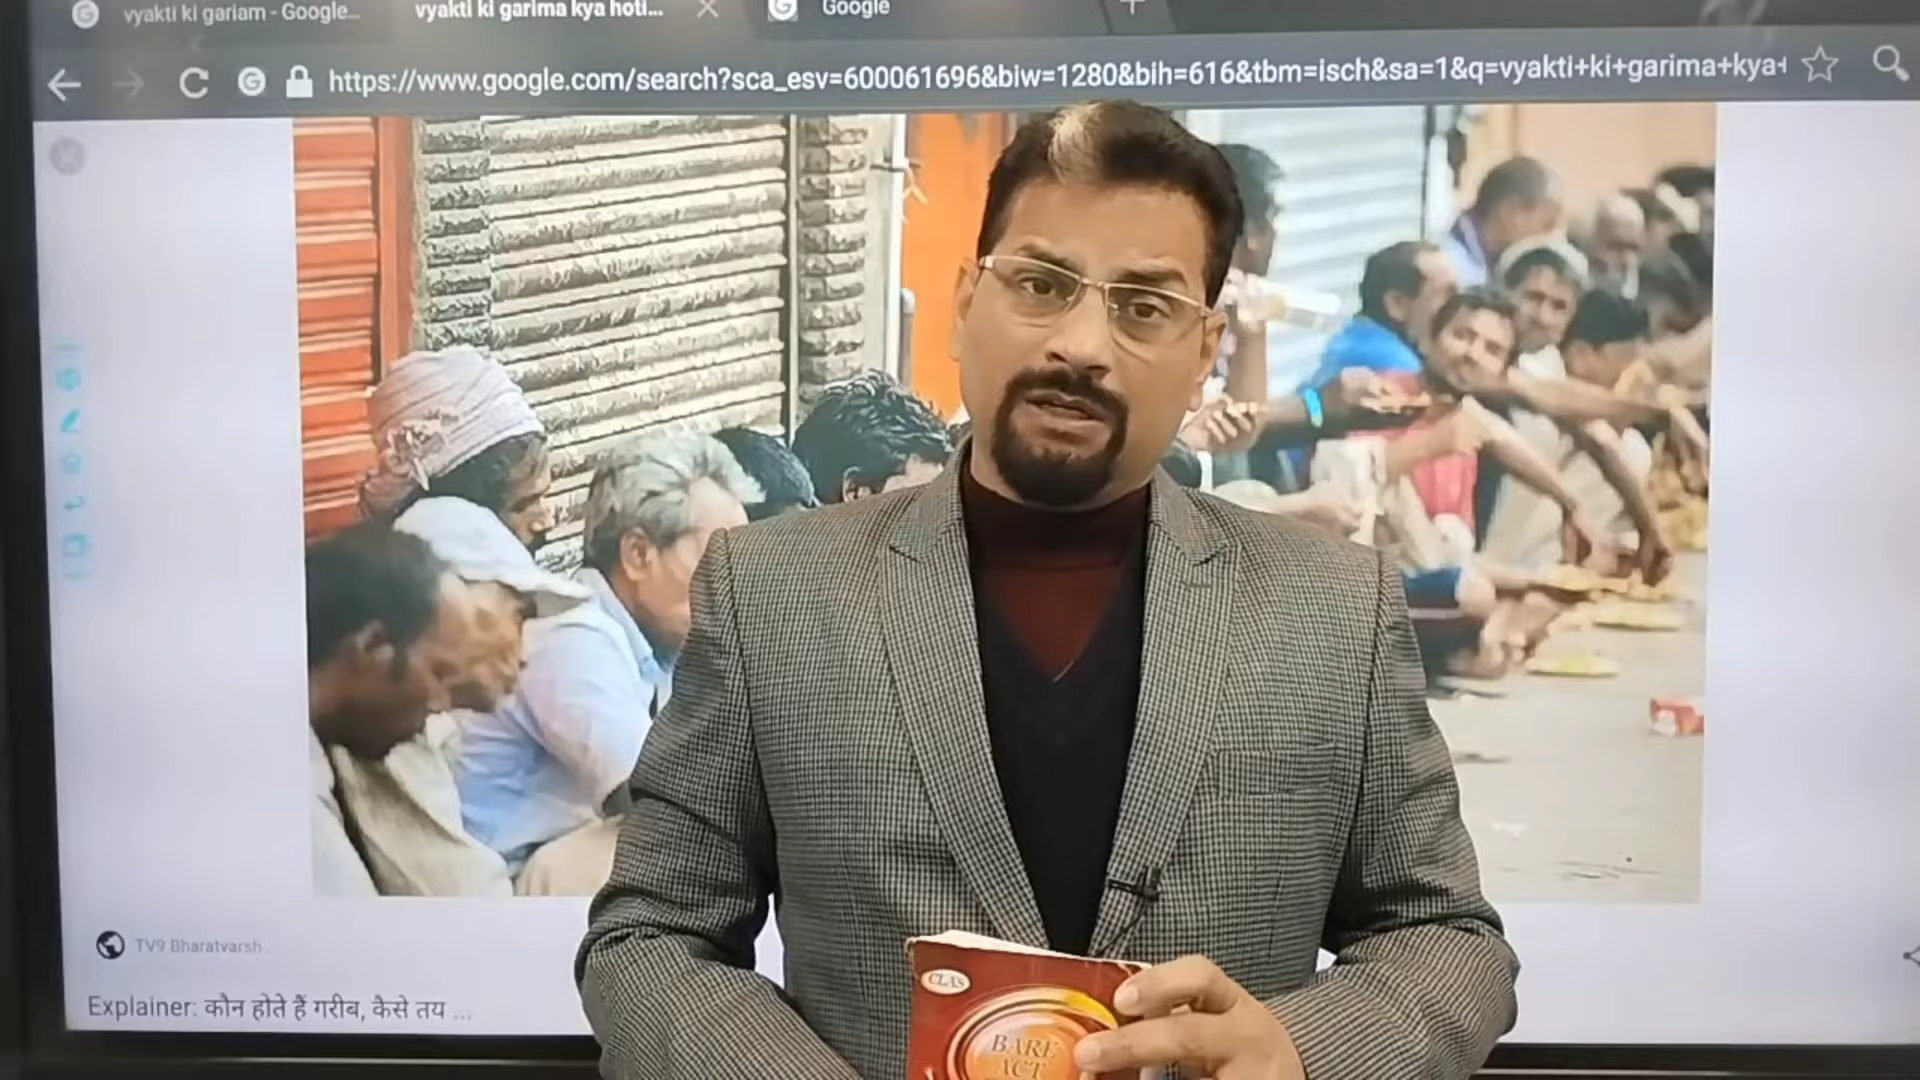 vyakti ki gariam - Google...
vyakti ki garima kya hoti...
Google
https://www.google.com/search?sca_esv=600061696&biw=1280&bih=616&tbm=isch&sa=1&q=vyakti+ki+garima+kya+
TV9 Bharatvarsh
Explainer: कौन होते हैं गरीब, कैसे तय ...
CLA'S
BARE
ACT